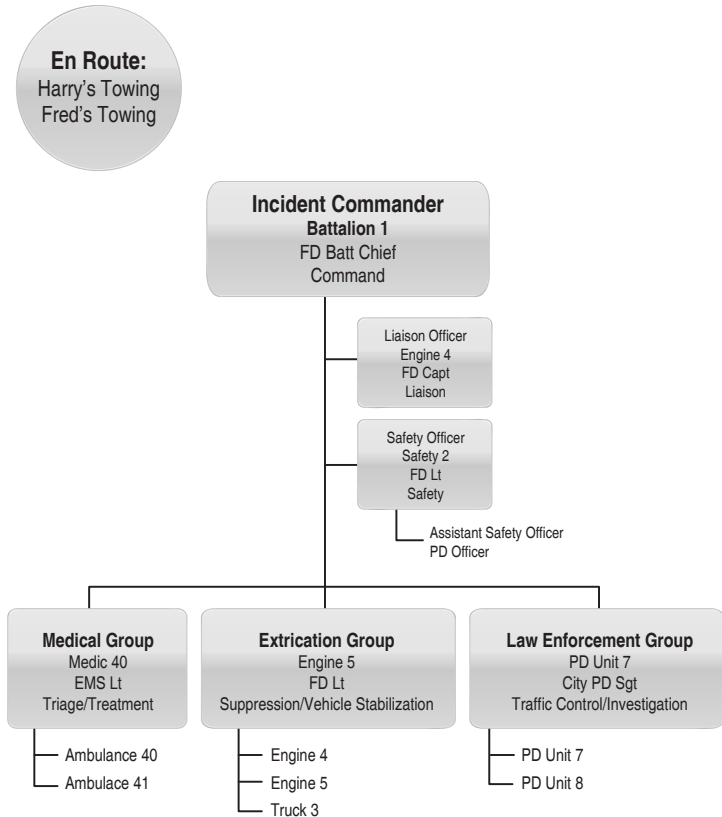 En Route:
Harry's Towing
Fred's Towing
Incident Commander
Battalion 1
FD Batt Chief
Command
Liaison Officer
Engine 4
FD Capt
Liaison
Safety Officer
Safety 2
FD Lt
Safety
Assistant Safety Officer
PD Officer
Medical Group
Medic 40
EMS Lt
Triage/Treatment
Ambulance 40
Ambulace 41
Extrication Group
Engine 5
FD Lt
Suppression/Vehicle Stabilization
Engine 4
Engine 5
Truck 3
Law Enforcement Group
PD Unit 7
City PD Sgt
Traffic Control/Investigation
PD Unit 7
PD Unit 8